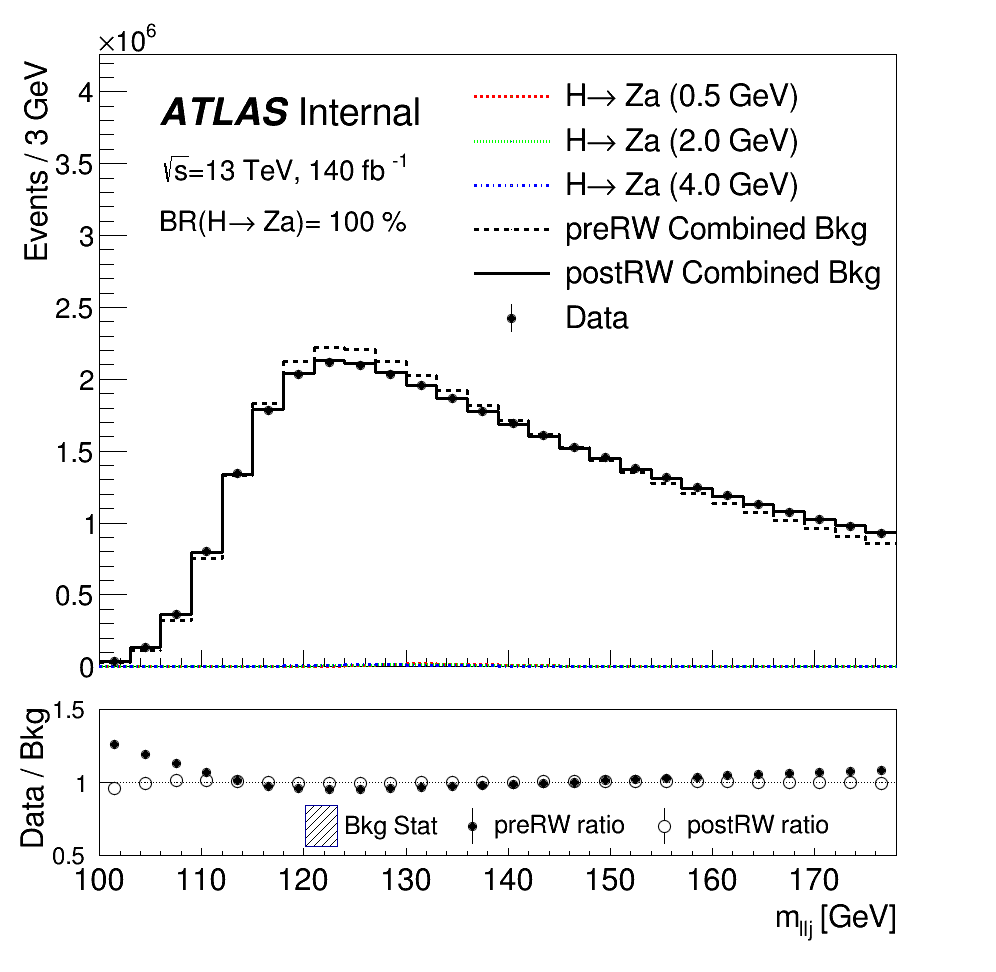 ×10⁶
Events / 3 GeV
4
3.5
3
2.5
2
1.5
1
0.5
0
ATLAS Internal
√s=13 TeV, 140 fb⁻¹
BR(H→ Za)= 100 %
H→ Za (0.5 GeV)
H→ Za (2.0 GeV)
H→ Za (4.0 GeV)
preRW Combined Bkg
postRW Combined Bkg
Data
Data / Bkg
1.5
1
0.5
Bkg Stat
preRW ratio
postRW ratio
100 110 120 130 140 150 160 170
m_llj [GeV]